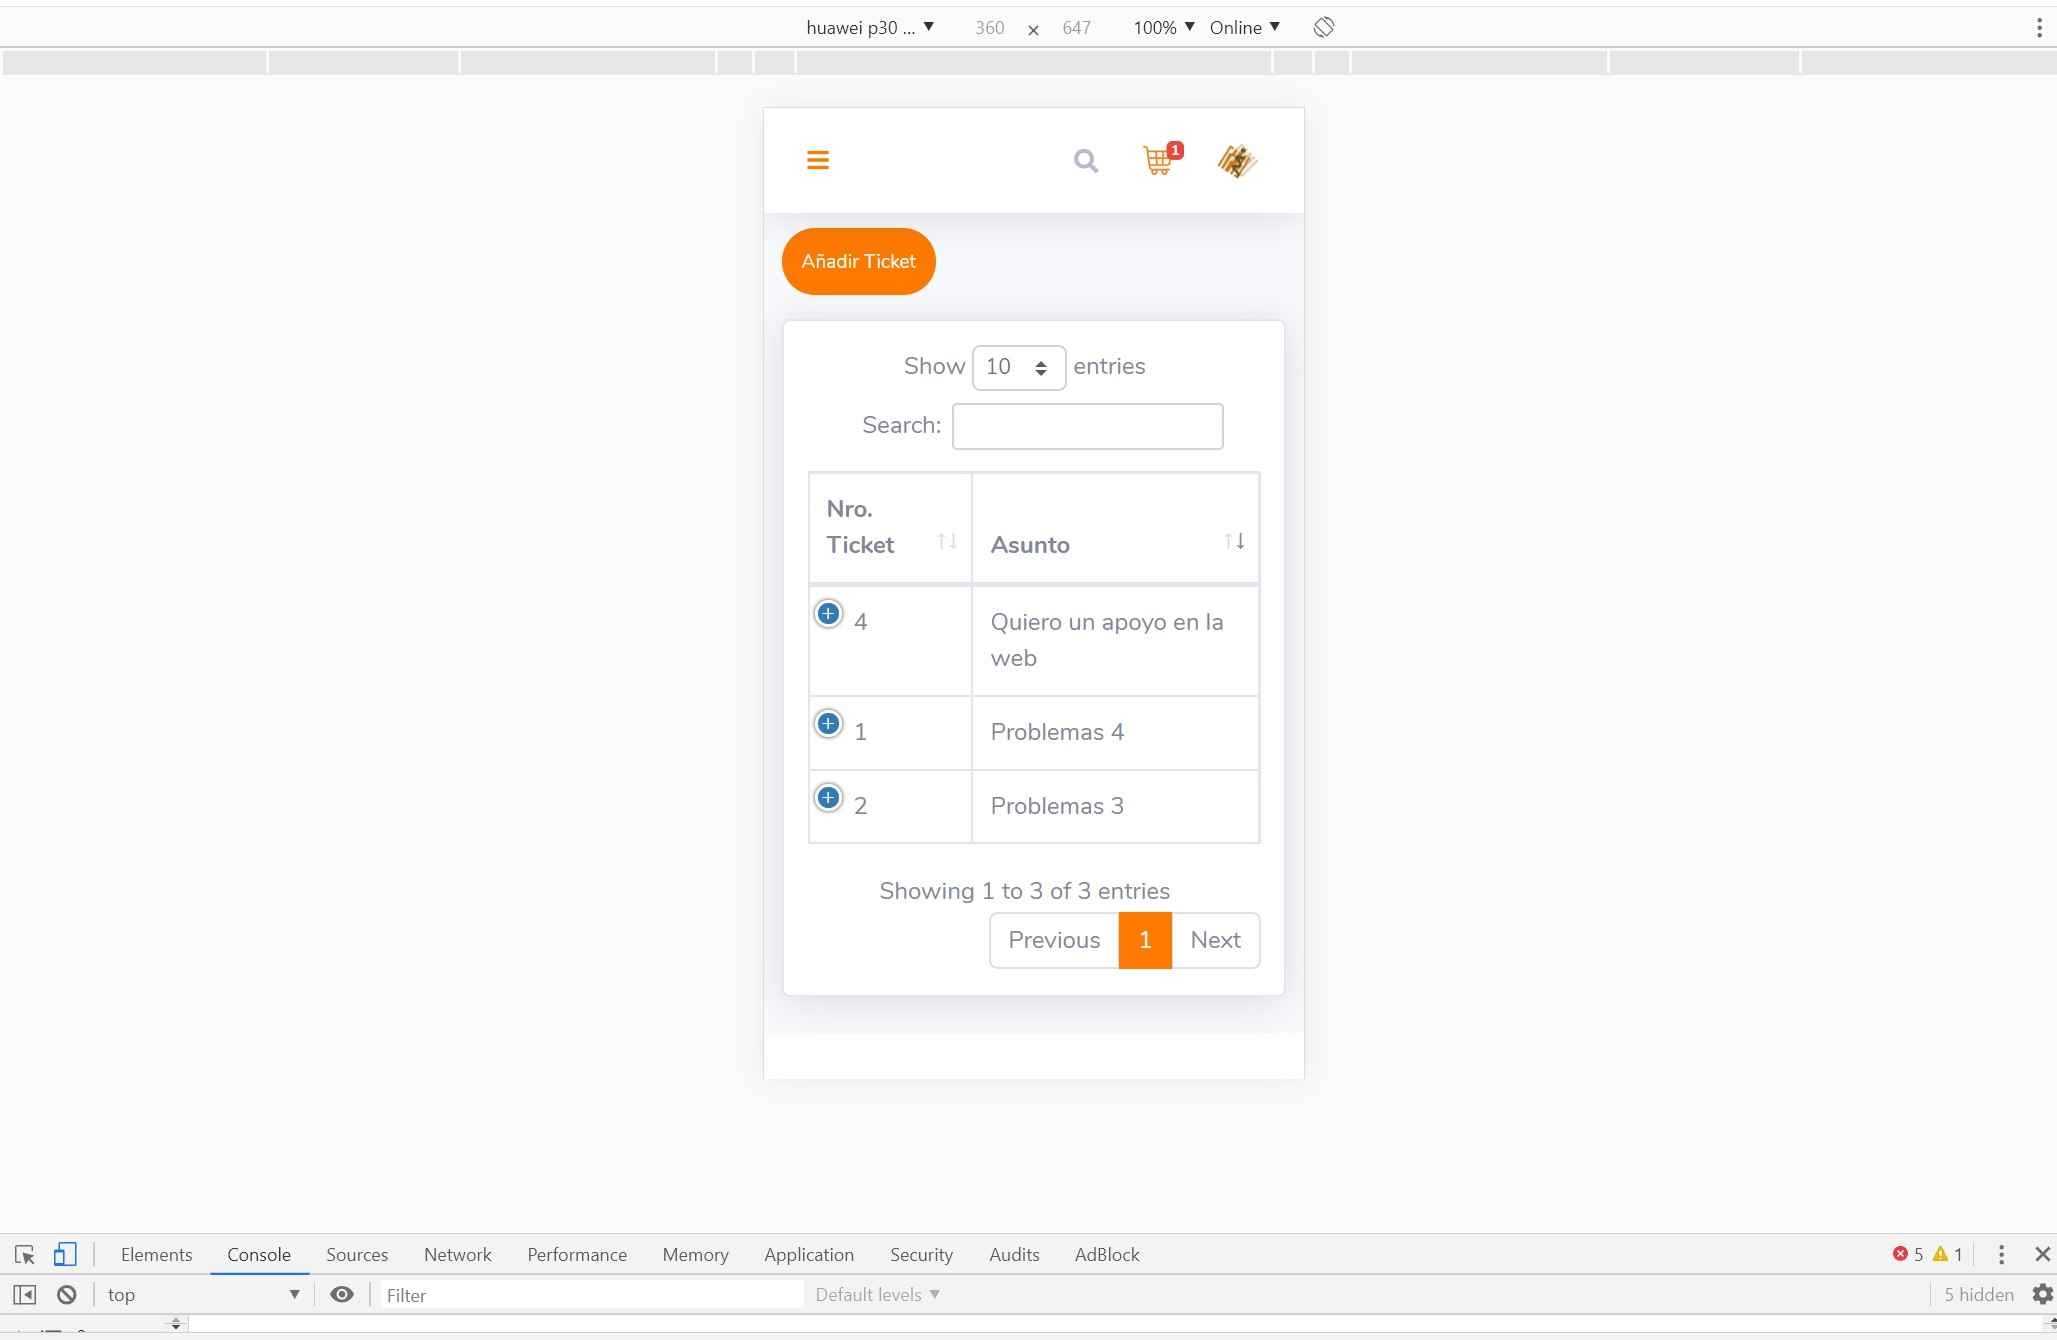 huawei p30 ... 360 × 647 100% Online
1
Añadir Ticket
Show 10 entries
Search:
Nro.
Ticket
Asunto
4
Quiero un apoyo en la
web
1
Problemas 4
2
Problemas 3
Showing 1 to 3 of 3 entries
Previous 1 Next
Elements Console Sources Network Performance Memory Application Security Audits AdBlock 5 1
top Filter Default levels 5 hidden